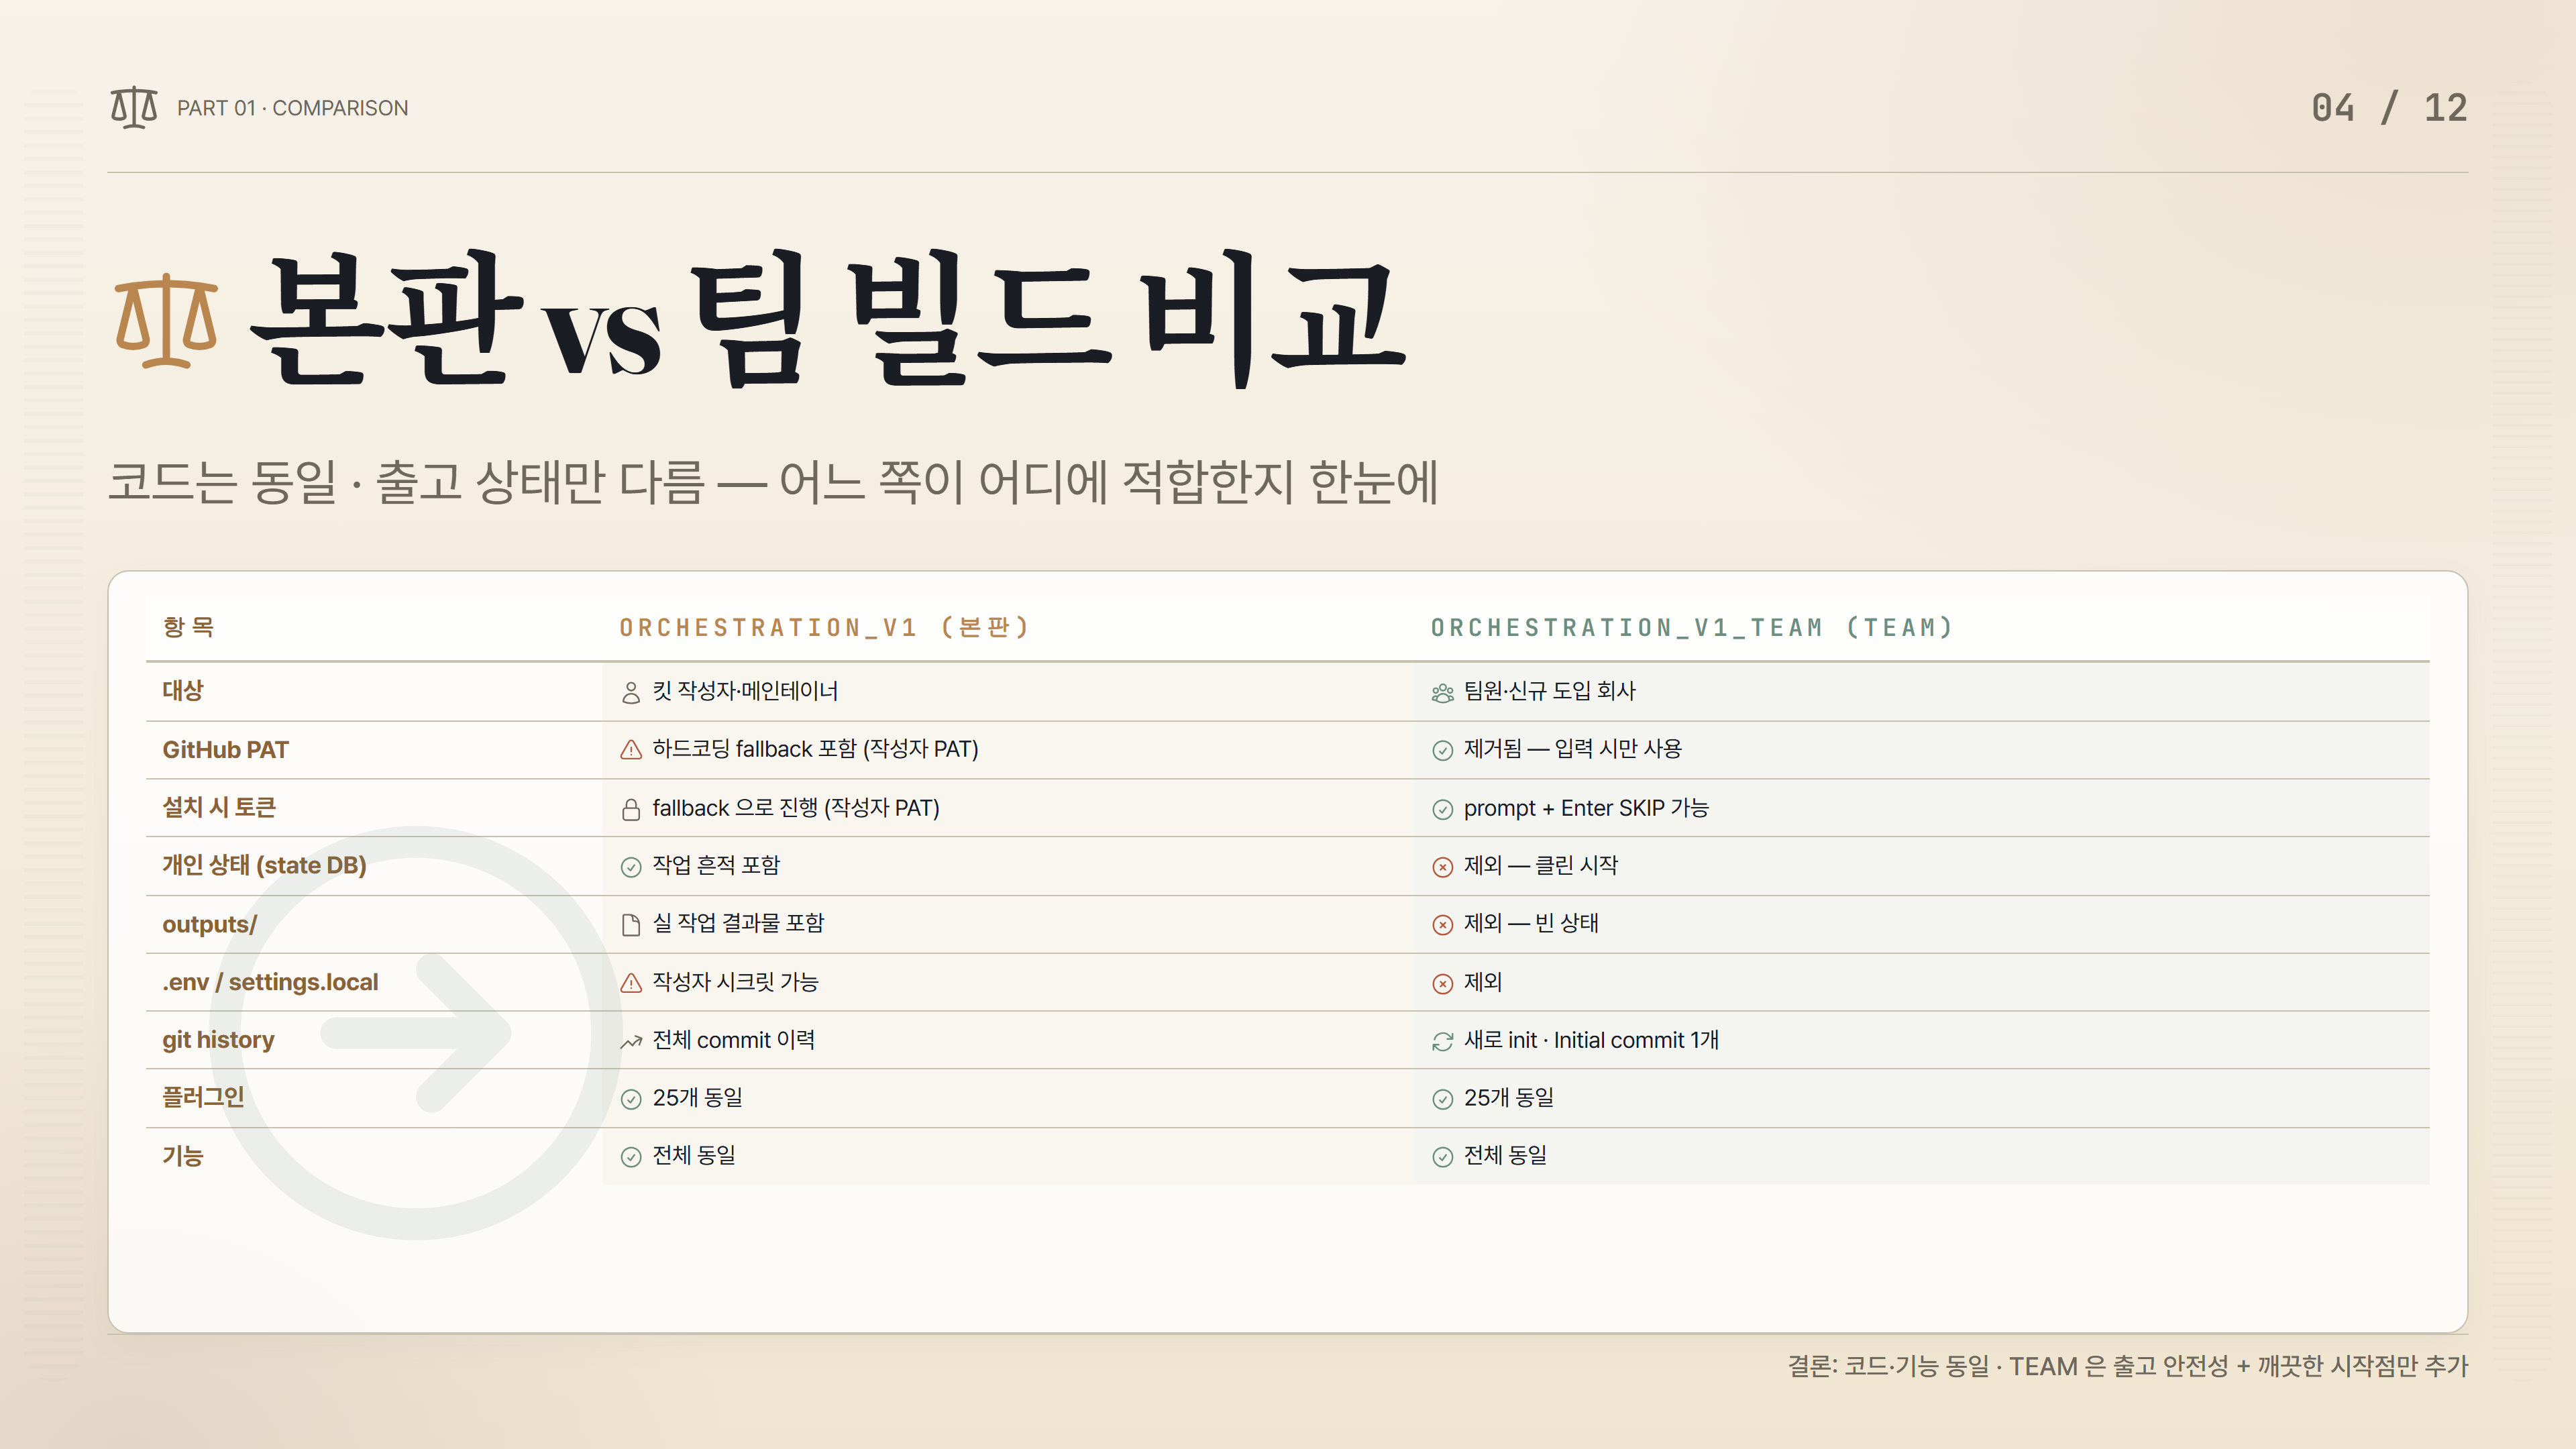 PART 01 · COMPARISON
04 / 12
본판 vs 팀 빌드 비교
코드는 동일 · 출고 상태만 다름 — 어느 쪽이 어디에 적합한지 한눈에
항목 ORCHESTRATION_V1 (본판) ORCHESTRATION_V1_TEAM (TEAM)
대상 킷 작성자·메인테이너 팀원·신규 도입 회사
GitHub PAT 하드코딩 fallback 포함 (작성자 PAT) 제거됨 — 입력 시만 사용
설치 시 토큰 fallback 으로 진행 (작성자 PAT) prompt + Enter SKIP 가능
개인 상태 (state DB) 작업 흔적 포함 제외 — 클린 시작
outputs/ 실 작업 결과물 포함 제외 — 빈 상태
.env / settings.local 작성자 시크릿 가능 제외
git history 전체 commit 이력 새로 init · Initial commit 1개
플러그인 25개 동일 25개 동일
기능 전체 동일 전체 동일
결론: 코드·기능 동일 · TEAM 은 출고 안전성 + 깨끗한 시작점만 추가